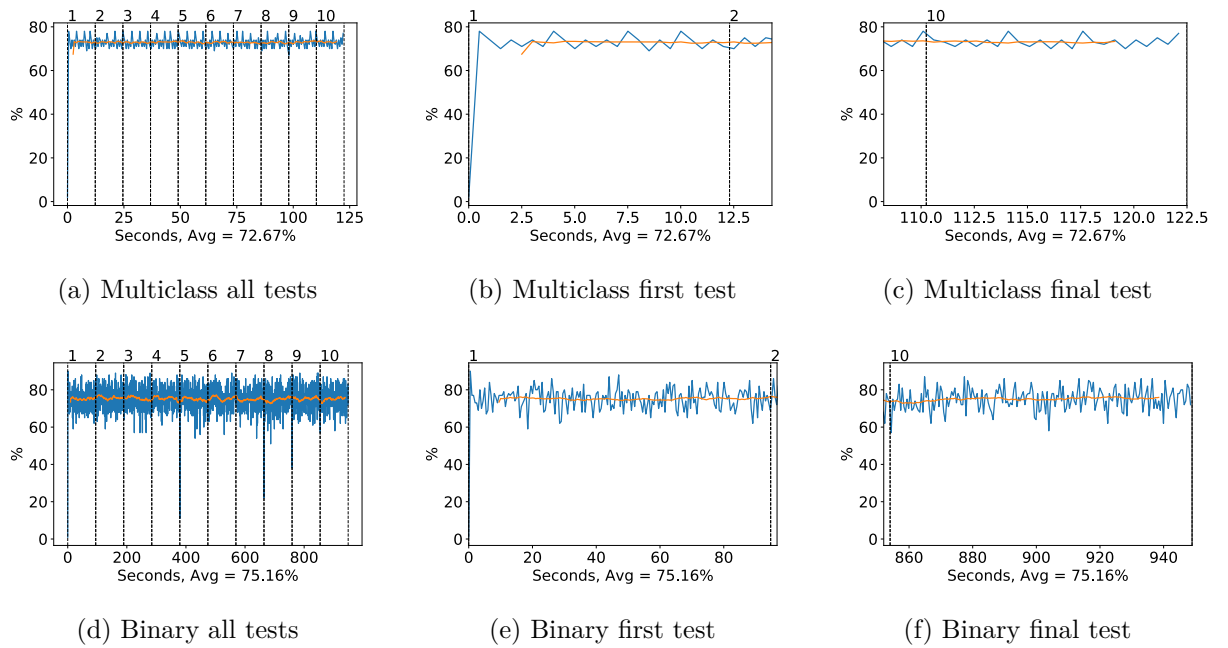 1 2 3 4 5 6 7 8 9 10
80
60
40
20
0
%
0 25 50 75 100 125
Seconds, Avg = 72.67%
(a) Multiclass all tests
1 2
80
60
40
20
0
%
0.0 2.5 5.0 7.5 10.0 12.5
Seconds, Avg = 72.67%
(b) Multiclass first test
10
80
60
40
20
0
%
110.0 112.5 115.0 117.5 120.0 122.5
Seconds, Avg = 72.67%
(c) Multiclass final test
1 2 3 4 5 6 7 8 9 10
80
60
40
20
0
%
0 200 400 600 800
Seconds, Avg = 75.16%
(d) Binary all tests
1 2
80
60
40
20
0
%
0 20 40 60 80
Seconds, Avg = 75.16%
(e) Binary first test
10
80
60
40
20
0
%
860 880 900 920 940
Seconds, Avg = 75.16%
(f) Binary final test